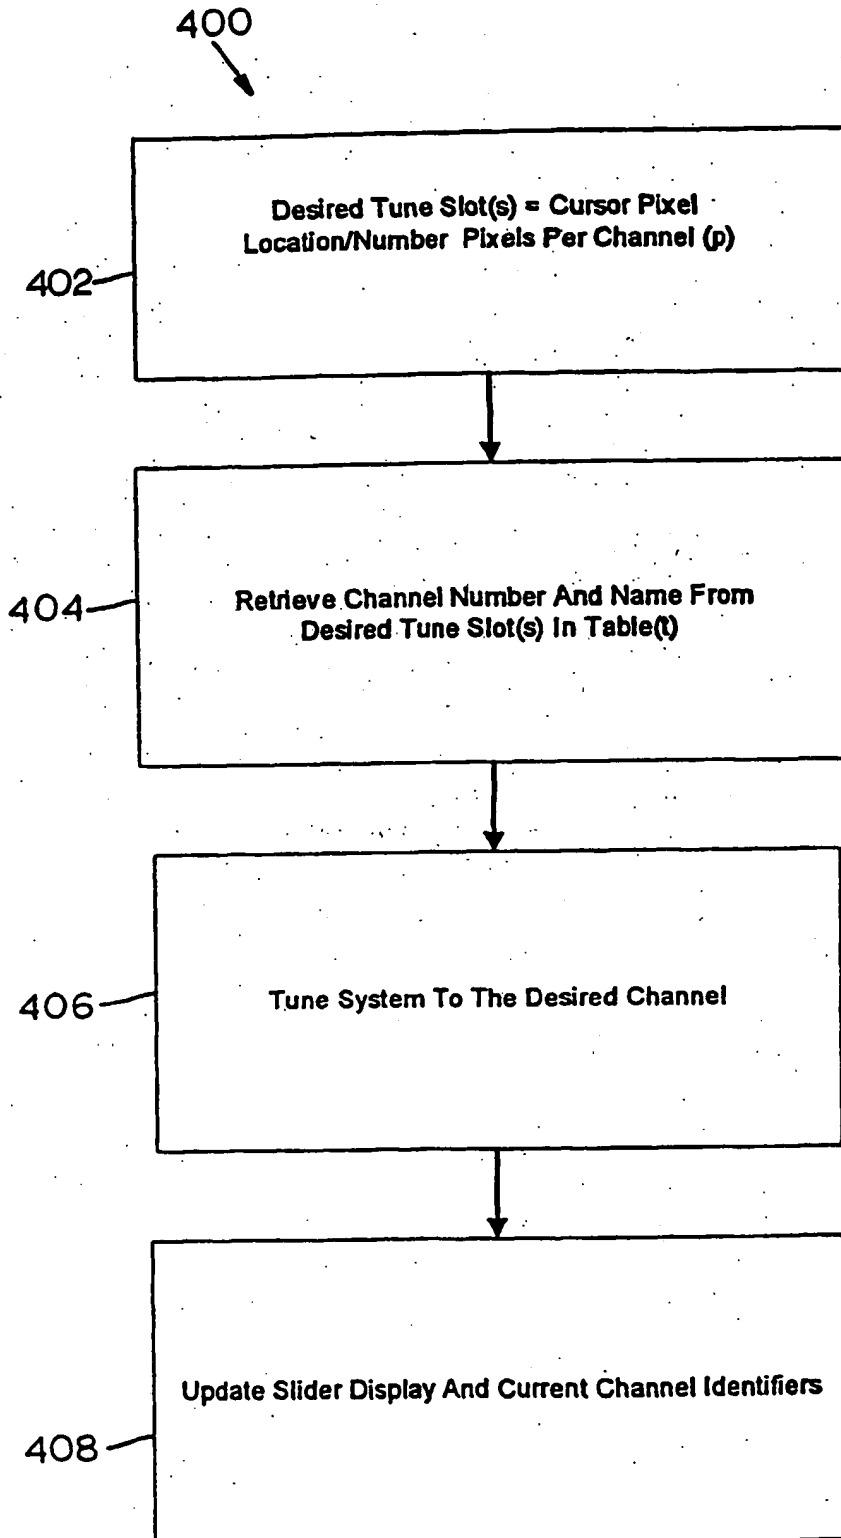 400
Desired Tune Slot(s) = Cursor Pixel
Location/Number Pixels Per Channel (p)
402
404
Retrieve Channel Number And Name From
Desired Tune Slot(s) In Table(t)
406
Tune System To The Desired Channel
Update Slider Display And Current Channel Identifiers
408